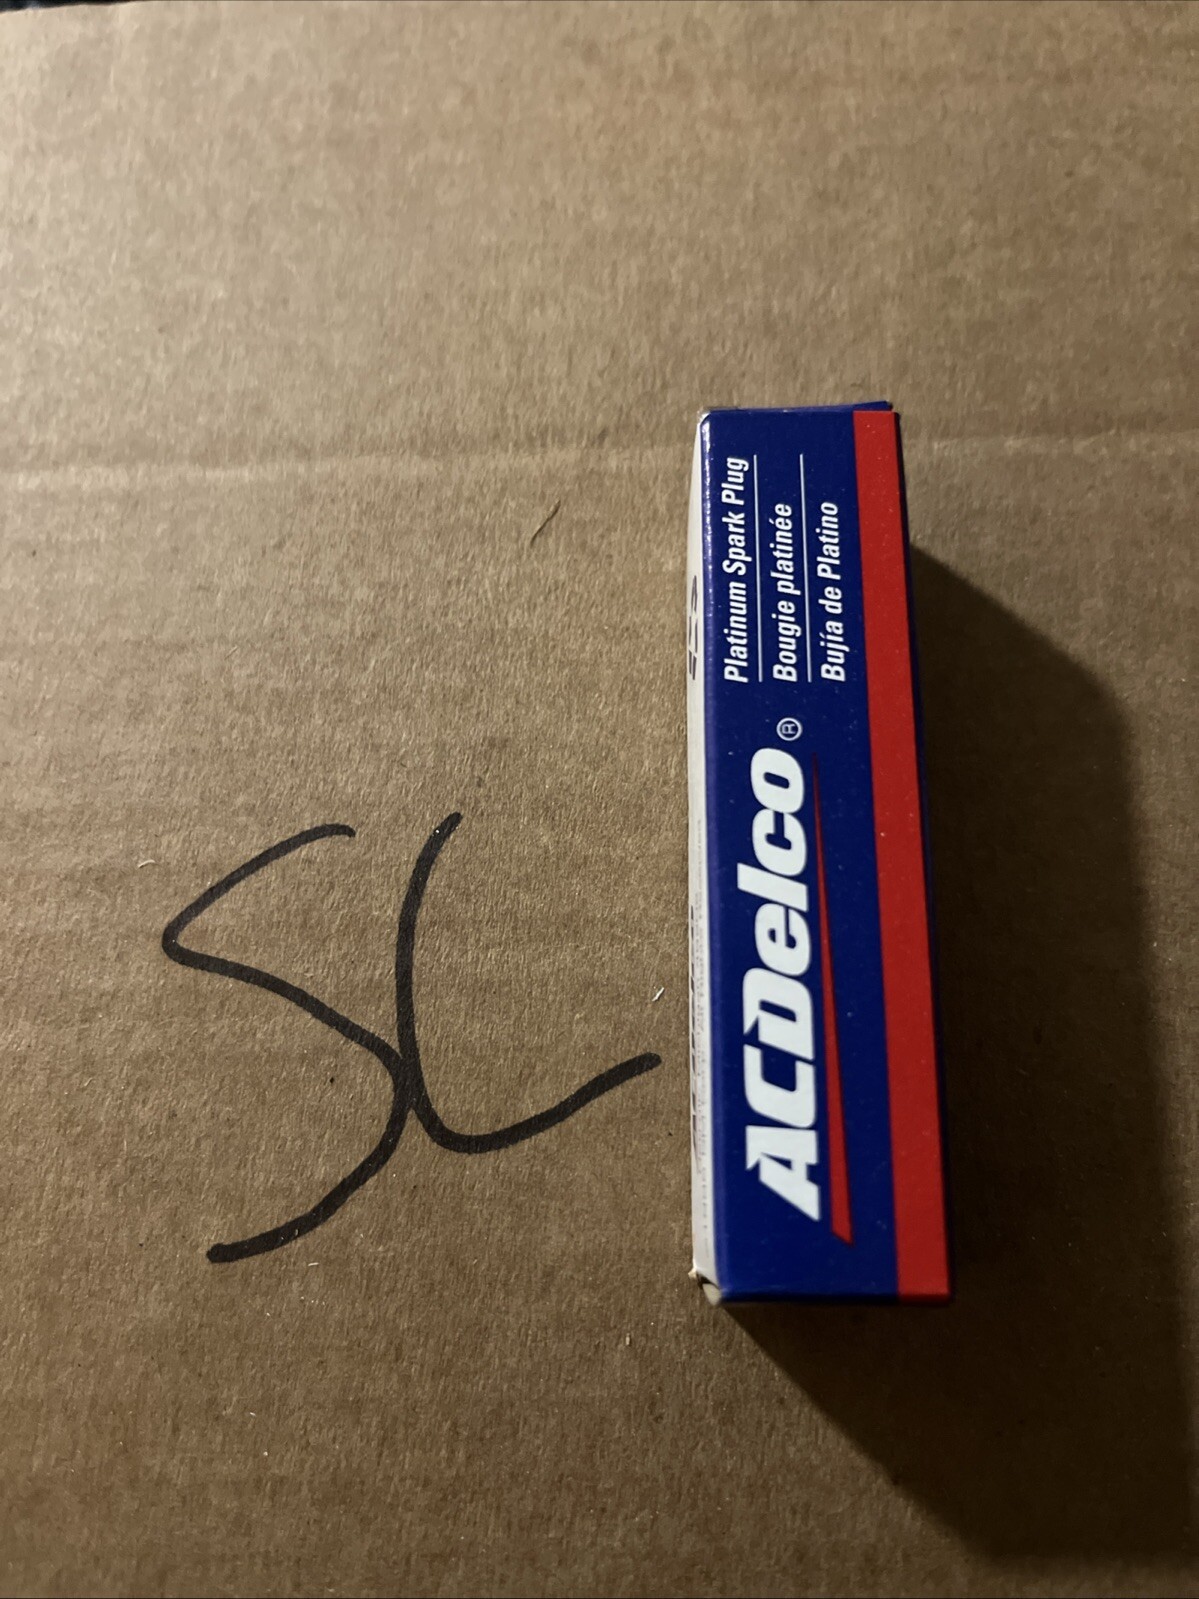 SL
ACDelco®
Platinum Spark Plug
Bougie platinée
Bujía de Platino